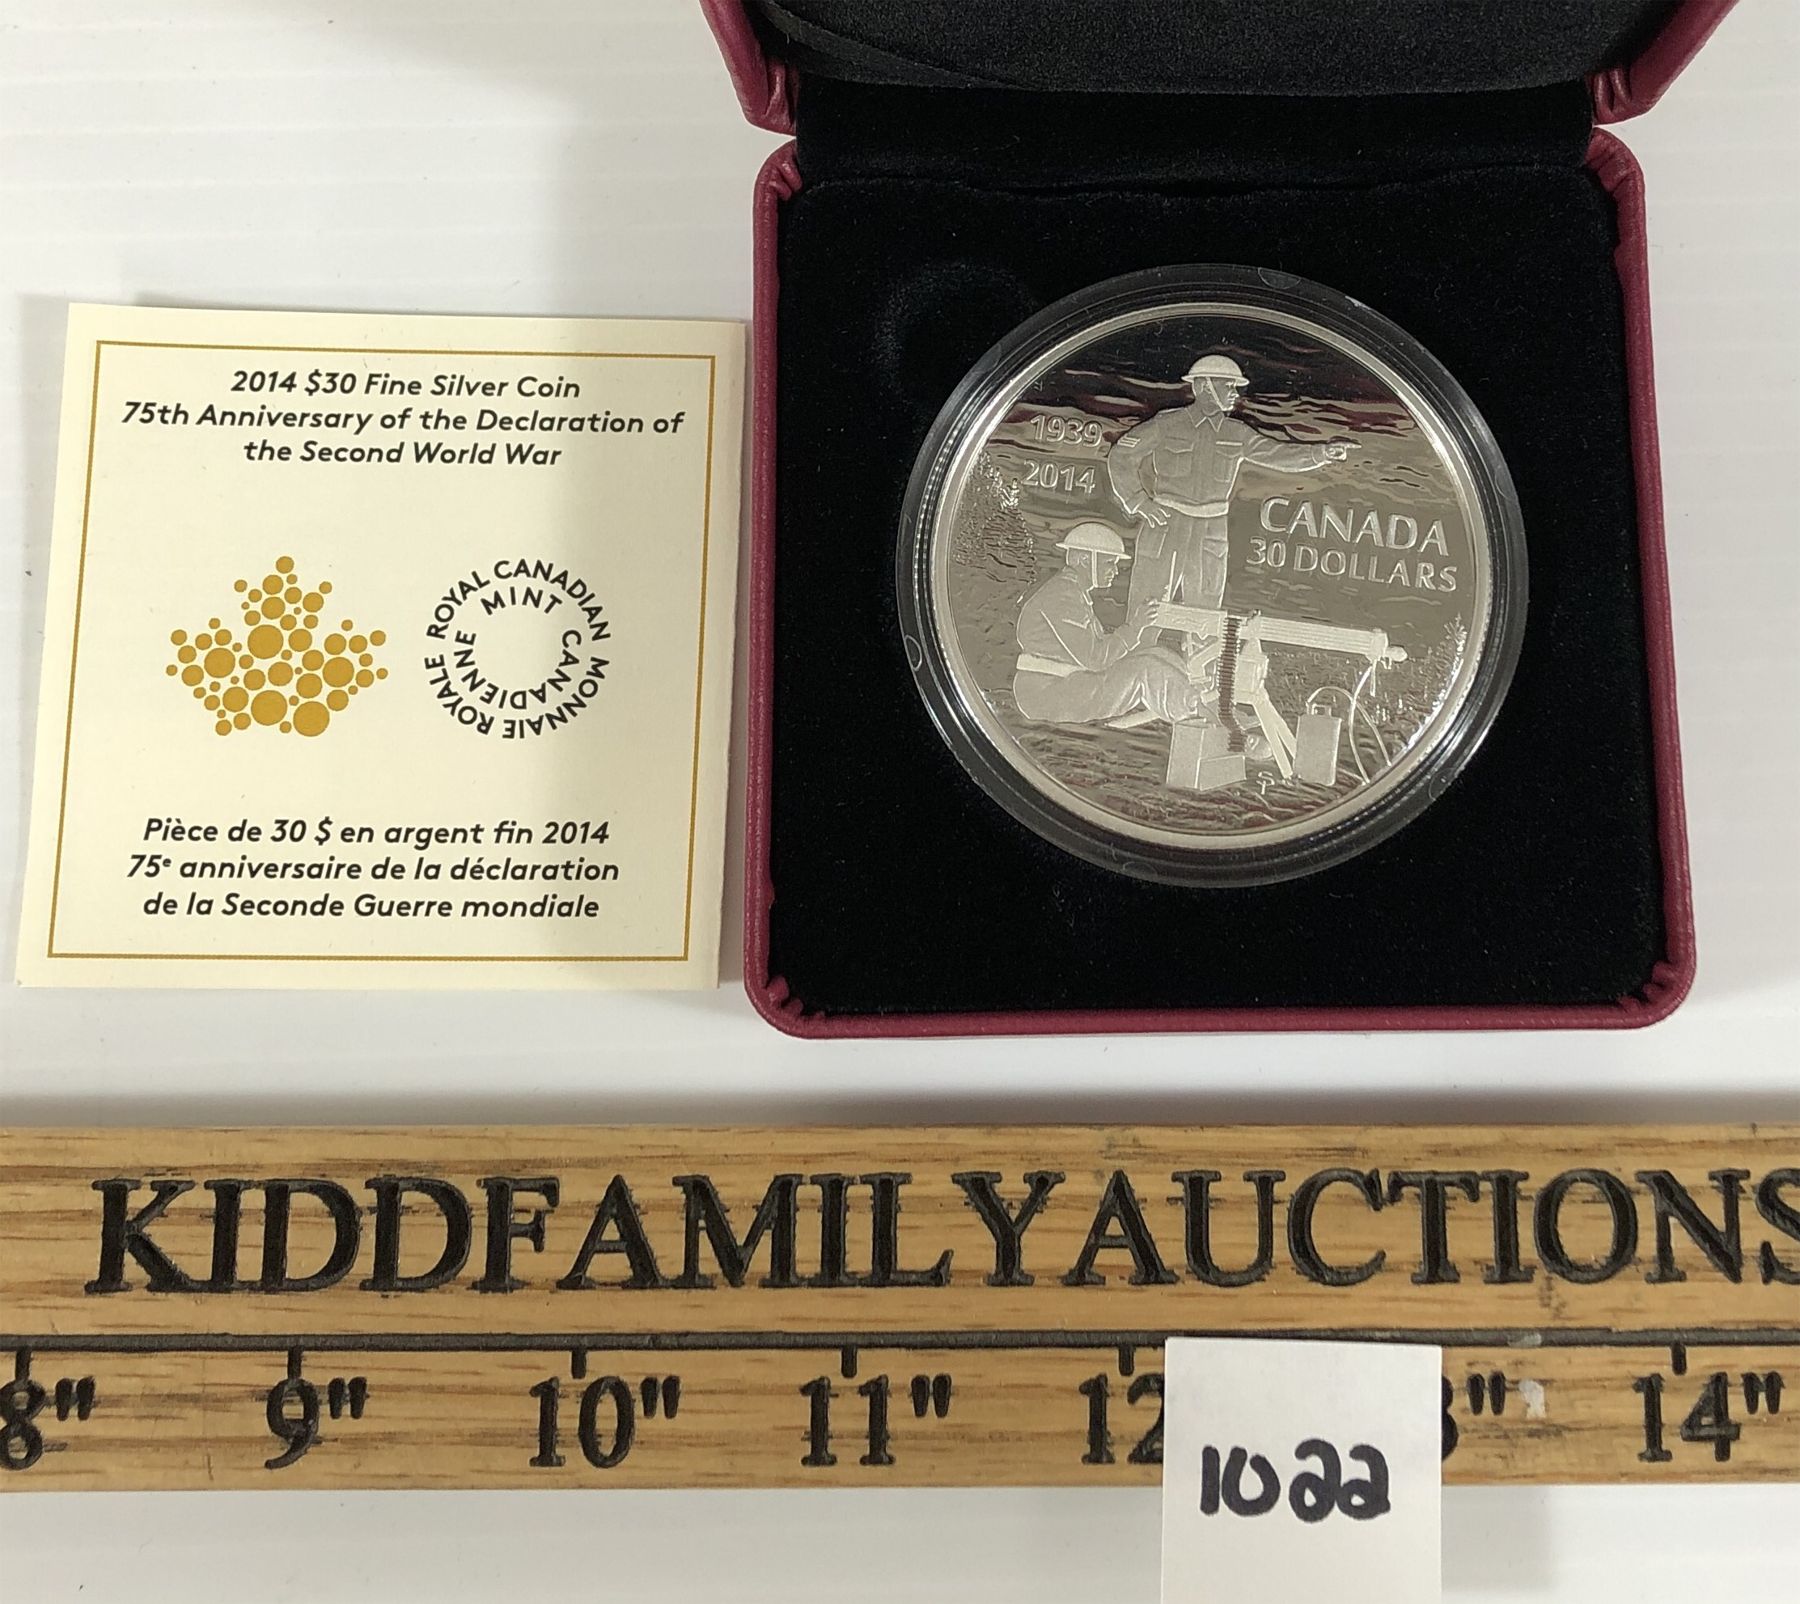 2014 $30 Fine Silver Coin
75th Anniversary of the Declaration of
the Second World War
ROYAL CANADIAN
MINT
MONNAIE ROYALE
CANADIENNE
Pièce de 30 $ en argent fin 2014
75e anniversaire de la déclaration
de la Seconde Guerre mondiale
1939
2014
CANADA
30 DOLLARS
KIDDFAMILYAUCTIONS
8" 9" 10" 11" 12 14"
1022